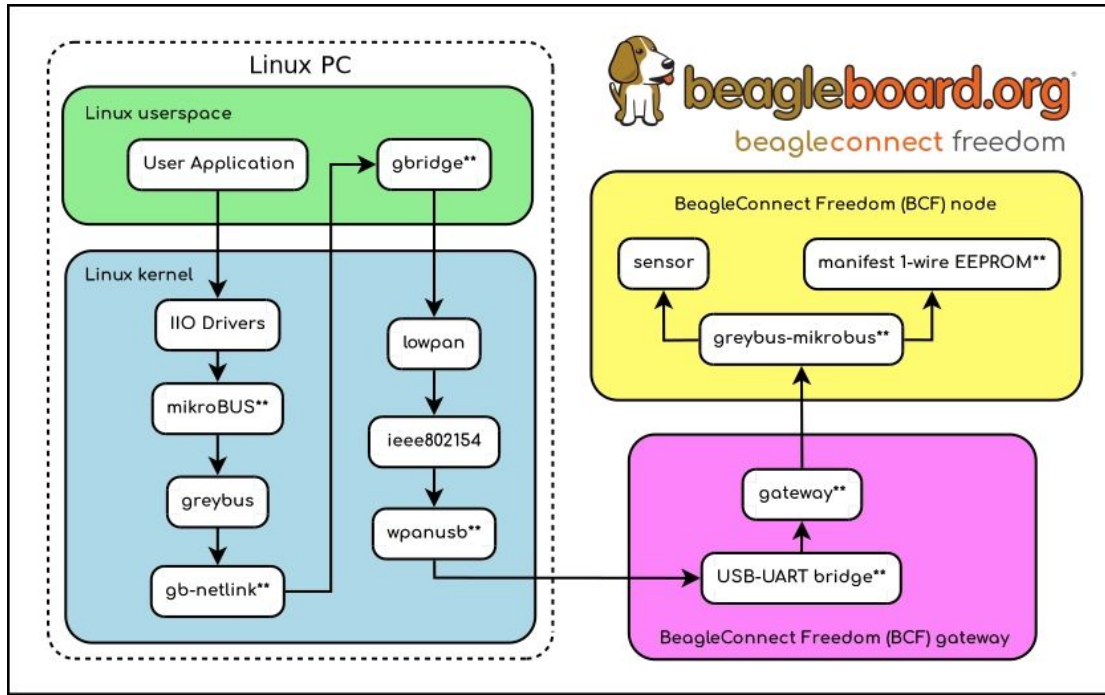 Linux PC
Linux userspace
User Application
gbridge**
Linux kernel
IIO Drivers
mikroBUS**
greybus
gb-netlink**
lowpan
ieee802154
wpanusb**
beagleboard.org®
beagleconnect freedom
BeagleConnect Freedom (BCF) node
sensor
manifest 1-wire EEPROM**
greybus-mikrobus**
gateway**
USB-UART bridge**
BeagleConnect Freedom (BCF) gateway